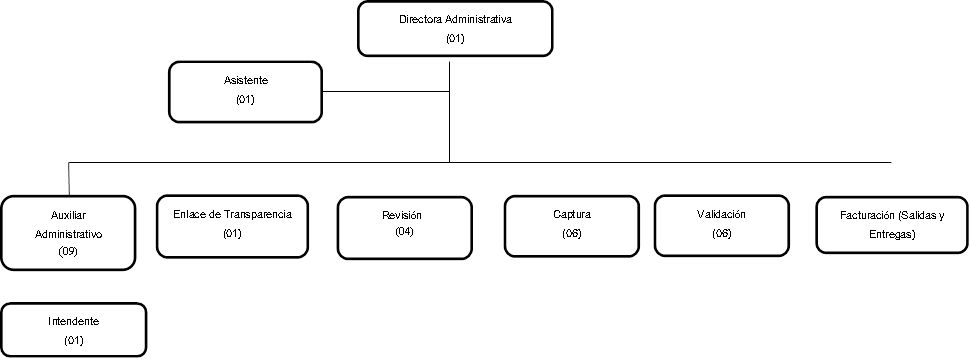 Directora Administrativa
(01)
Asistente
(01)
Auxiliar
Administrativo
(09)
Enlace de Transparencia
(01)
Revisión
(04)
Captura
(06)
Validación
(06)
Facturación (Salidas y
Entregas)
Intendente
(01)